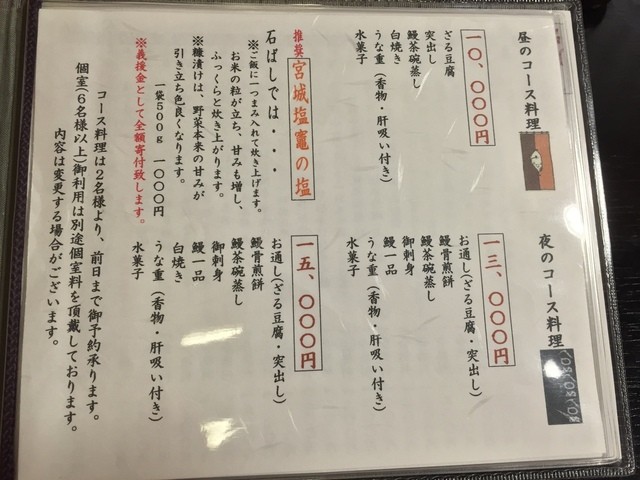 昼のコース料理
一〇、〇〇〇円
ざる豆腐
突出し
鰻茶碗蒸し
白焼き
うな重（香物・肝吸い付き）
水菓子
推奨 宮城塩竈の塩
石ばしでは・・・
※ご飯に一つまみ入れて炊き上げます。
お米の粒が立ち、甘みも増し、
ふっくらと炊き上がります。
※糠漬けは、野菜本来の甘みが
引き立ち色良くなります。
一袋500g 一〇〇〇円
※義援金として全額寄付致します。
夜のコース料理
一三、〇〇〇円
お通し（ざる豆腐・突出し）
鰻骨煎餅
鰻茶碗蒸し
御刺身
鰻一品
うな重（香物・肝吸い付き）
水菓子
一五、〇〇〇円
お通し（ざる豆腐・突出し）
鰻骨煎餅
鰻茶碗蒸し
御刺身
鰻一品
白焼き
うな重（香物・肝吸い付き）
水菓子
コース料理は２名様より、前日まで御予約承ります。
個室（６名様以上）御利用は別途個室料を頂戴しております。
内容は変更する場合がございます。